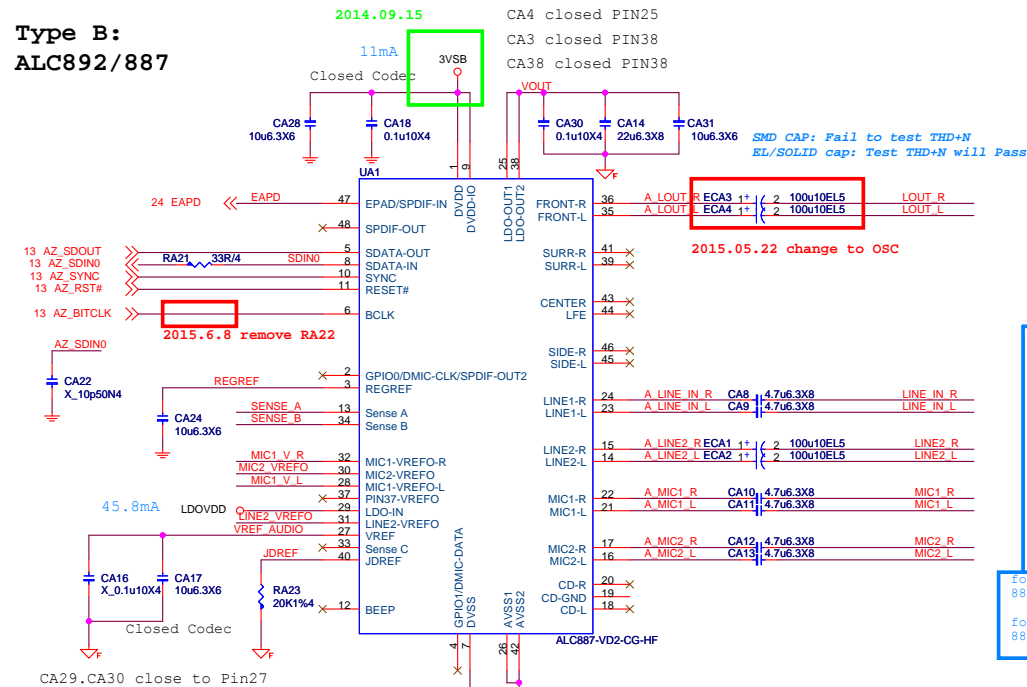 2014.09.15
CA4 closed PIN25
Type B:
ALC892/887
11mA
3VSB
CA3 closed PIN38
Closed Codec
CA38 closed PIN38
VOUT
CA28
10u6.3X6
CA18
0.1u10X4
CA30
0.1u10X4
CA14
22u6.3X8
CA31
10u6.3X6
SMD CAP: Fail to test THD+N
EL/SOLID cap: Test THD+N will Pass
1
9
25
38
F
UA1
DVDD
DVDD-IO
LDO-OUT1
LDO-OUT2
24 EAPD
EAPD
47
EPAD/SPDIF-IN
48
SPDIF-OUT
13 AZ_SDOUT
5
SDATA-OUT
13 AZ_SDIN0
RA21
33R/4
SDIN0
8
SDATA-IN
13 AZ_SYNC
10
SYNC
13 AZ_RST#
11
RESET#
13 AZ_BITCLK
6
BCLK
2015.6.8 remove RA22
AZ_SDIN0
CA22
X_10p50N4
2
GPIO0/DMIC-CLK/SPDIF-OUT2
REGREF
3
REGREF
CA24
10u6.3X6
SENSE_A
13
Sense A
SENSE_B
34
Sense B
MIC1_V_R
32
MIC1-VREFO-R
MIC2_VREFO
30
MIC2-VREFO
MIC1_V_L
28
MIC1-VREFO-L
37
PIN37-VREFO
45.8mA
LDOVDD
29
LDO-IN
LINE2_VREFO
31
LINE2-VREFO
VREF_AUDIO
27
VREF
33
Sense C
JDREF
40
JDREF
CA16
X_0.1u10X4
CA17
10u6.3X6
RA23
20K1%4
12
BEEP
Closed Codec
F
F
CA29.CA30 close to Pin27
GPIO1/DMIC-DATA
DVSS
AVSS1
AVSS2
4
7
26
42
ALC887-VD2-CG-HF
FRONT-R
36
A_LOUT_R
ECA3
1
+
2
100u10EL5
LOUT_R
FRONT-L
35
A_LOUT_L
ECA4
1
+
2
100u10EL5
LOUT_L
2015.05.22 change to OSC
SURR-R
41
SURR-L
39
CENTER
43
LFE
44
SIDE-R
46
SIDE-L
45
LINE1-R
24
A_LINE_IN_R
CA8
4.7u6.3X8
LINE_IN_R
LINE1-L
23
A_LINE_IN_L
CA9
4.7u6.3X8
LINE_IN_L
LINE2-R
15
A_LINE2_R
ECA1
1
+
2
100u10EL5
LINE2_R
LINE2-L
14
A_LINE2_L
ECA2
1
+
2
100u10EL5
LINE2_L
MIC1-R
22
A_MIC1_R
CA10
4.7u6.3X8
MIC1_R
MIC1-L
21
A_MIC1_L
CA11
4.7u6.3X8
MIC1_L
MIC2-R
17
A_MIC2_R
CA12
4.7u6.3X8
MIC2_R
MIC2-L
16
A_MIC2_L
CA13
4.7u6.3X8
MIC2_L
CD-R
20
CD-GND
19
CD-L
18
fo
88
fo
88